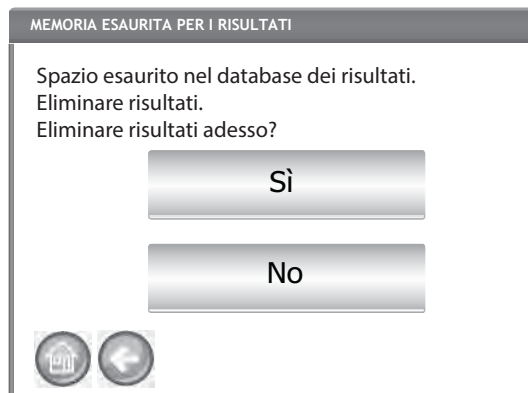 MEMORIA ESAURITA PER I RISULTATI
Spazio esaurito nel database dei risultati.
Eliminare risultati.
Eliminare risultati adesso?
Sì
No